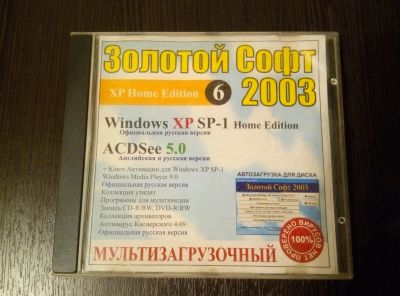 Золотой Софт
XP Home Edition 6 2003
Windows XP SP-1 Home Edition
Официальная русская версия
ACDSee 5.0
Английская и русская версии
+ Ключ Активации для Windows XP SP-1
Windows Media Player 9.0
Официальная русская версия
Коллекция утилит
Программы для мультимедиа
Запись CD-R/RW, DVD-R/RW
Коллекция архиваторов
Антивирус Касперского 4.09
Официальная русская версия
АВТОЗАГРУЗКА ДЛЯ ДИСКА
Золотой Софт 2003
ПРОВЕРЕНО ВИРУСОВ НЕТ
100%
МУЛЬТИЗАГРУЗОЧНЫЙ